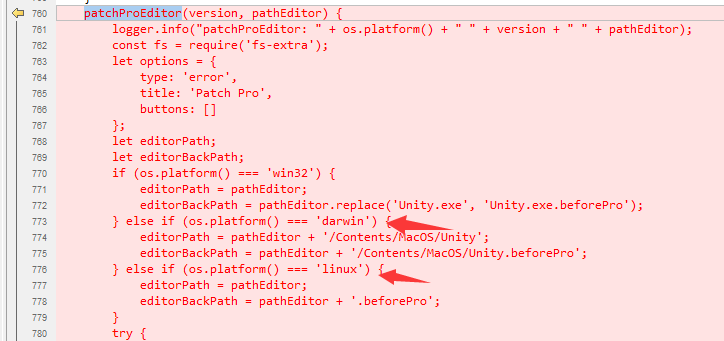 760 patchProEditor(version, pathEditor) {
761 logger.info("patchProEditor: " + os.platform() + " " + version + " " + pathEditor);
762 const fs = require('fs-extra');
763 let options = {
764 type: 'error',
765 title: 'Patch Pro',
766 buttons: []
767 };
768 let editorPath;
769 let editorBackPath;
770 if (os.platform() === 'win32') {
771 editorPath = pathEditor;
772 editorBackPath = pathEditor.replace('Unity.exe', 'Unity.exe.beforePro');
773 } else if (os.platform() === 'darwin') {
774 editorPath = pathEditor + '/Contents/MacOS/Unity';
775 editorBackPath = pathEditor + '/Contents/MacOS/Unity.beforePro';
776 } else if (os.platform() === 'linux') {
777 editorPath = pathEditor;
778 editorBackPath = pathEditor + '.beforePro';
779 }
780 try {